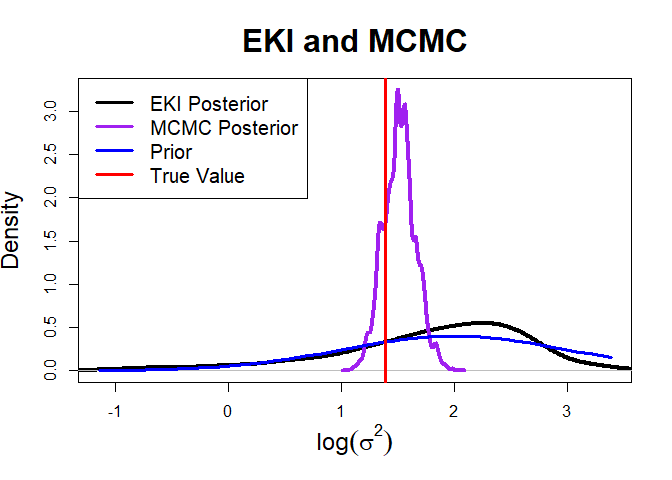 EKI and MCMC
EKI Posterior
MCMC Posterior
Prior
True Value
Density
3.0
2.5
2.0
1.5
1.0
0.5
0.0
-1 0 1 2 3
log(σ²)